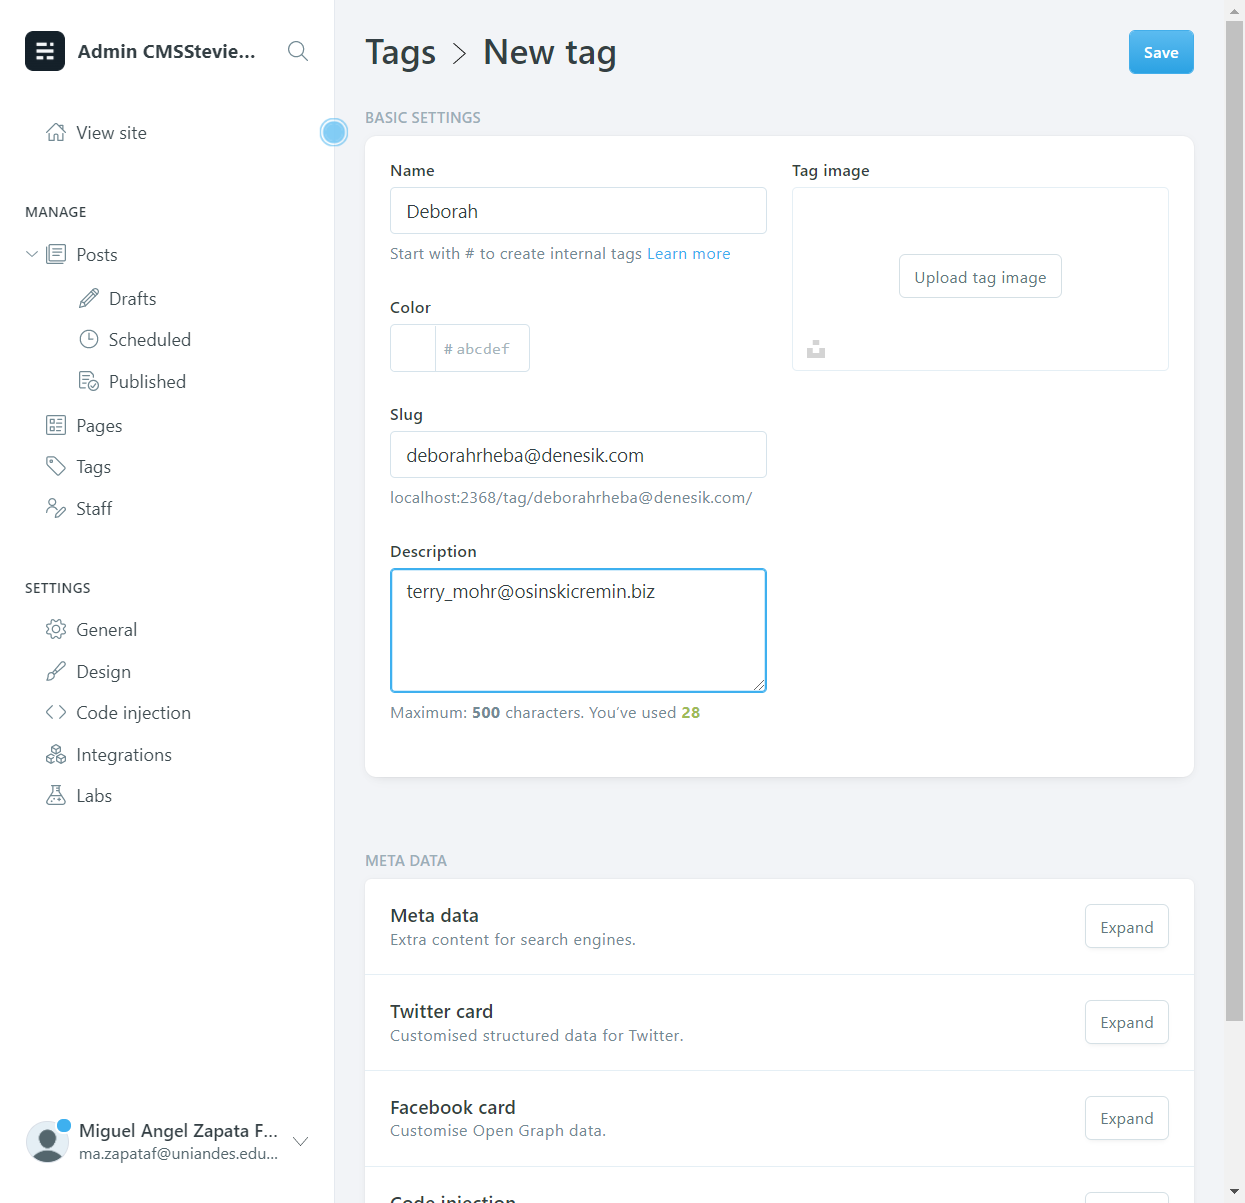 Admin CMSStevie...
View site
MANAGE
Posts
Drafts
Scheduled
Published
Pages
Tags
Staff
SETTINGS
General
Design
Code injection
Integrations
Labs
Miguel Angel Zapata F...
ma.zapataf@uniandes.edu...
Tags > New tag
Save
BASIC SETTINGS
Name
Deborah
Start with # to create internal tags Learn more
Color
# abcdef
Slug
deborahrheba@denesik.com
localhost:2368/tag/deborahrheba@denesik.com/
Description
terry_mohr@osinskicremin.biz
Maximum: 500 characters. You’ve used 28
Tag image
Upload tag image
META DATA
Meta data
Extra content for search engines.
Expand
Twitter card
Customised structured data for Twitter.
Expand
Facebook card
Customise Open Graph data.
Expand
Code injection